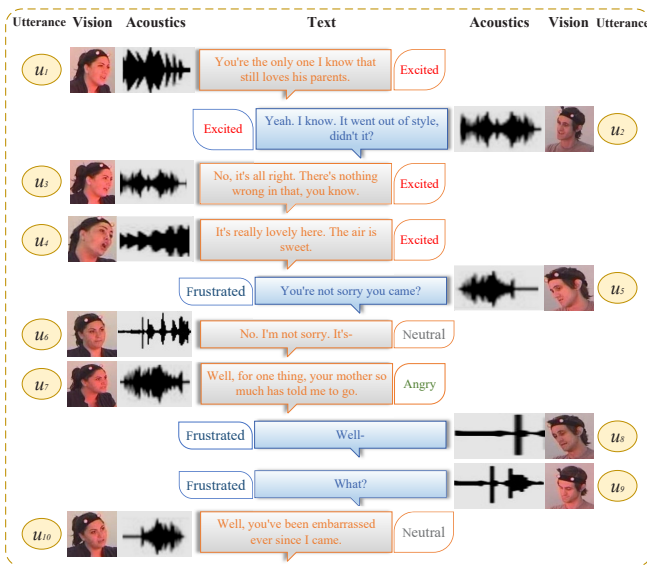 Utterance Vision Acoustics Text Acoustics Vision Utterance
u1
You're the only one I know that
still loves his parents.
Excited
Excited
Yeah. I know. It went out of style,
didn't it?
u2
u3
No, it's all right. There's nothing
wrong in that, you know.
Excited
u4
It's really lovely here. The air is
sweet.
Excited
Frustrated
You're not sorry you came?
u5
u6
No. I'm not sorry. It's-
Neutral
u7
Well, for one thing, your mother so
much has told me to go.
Angry
Frustrated
Well-
u8
Frustrated
What?
u9
u10
Well, you've been embarrassed
ever since I came.
Neutral